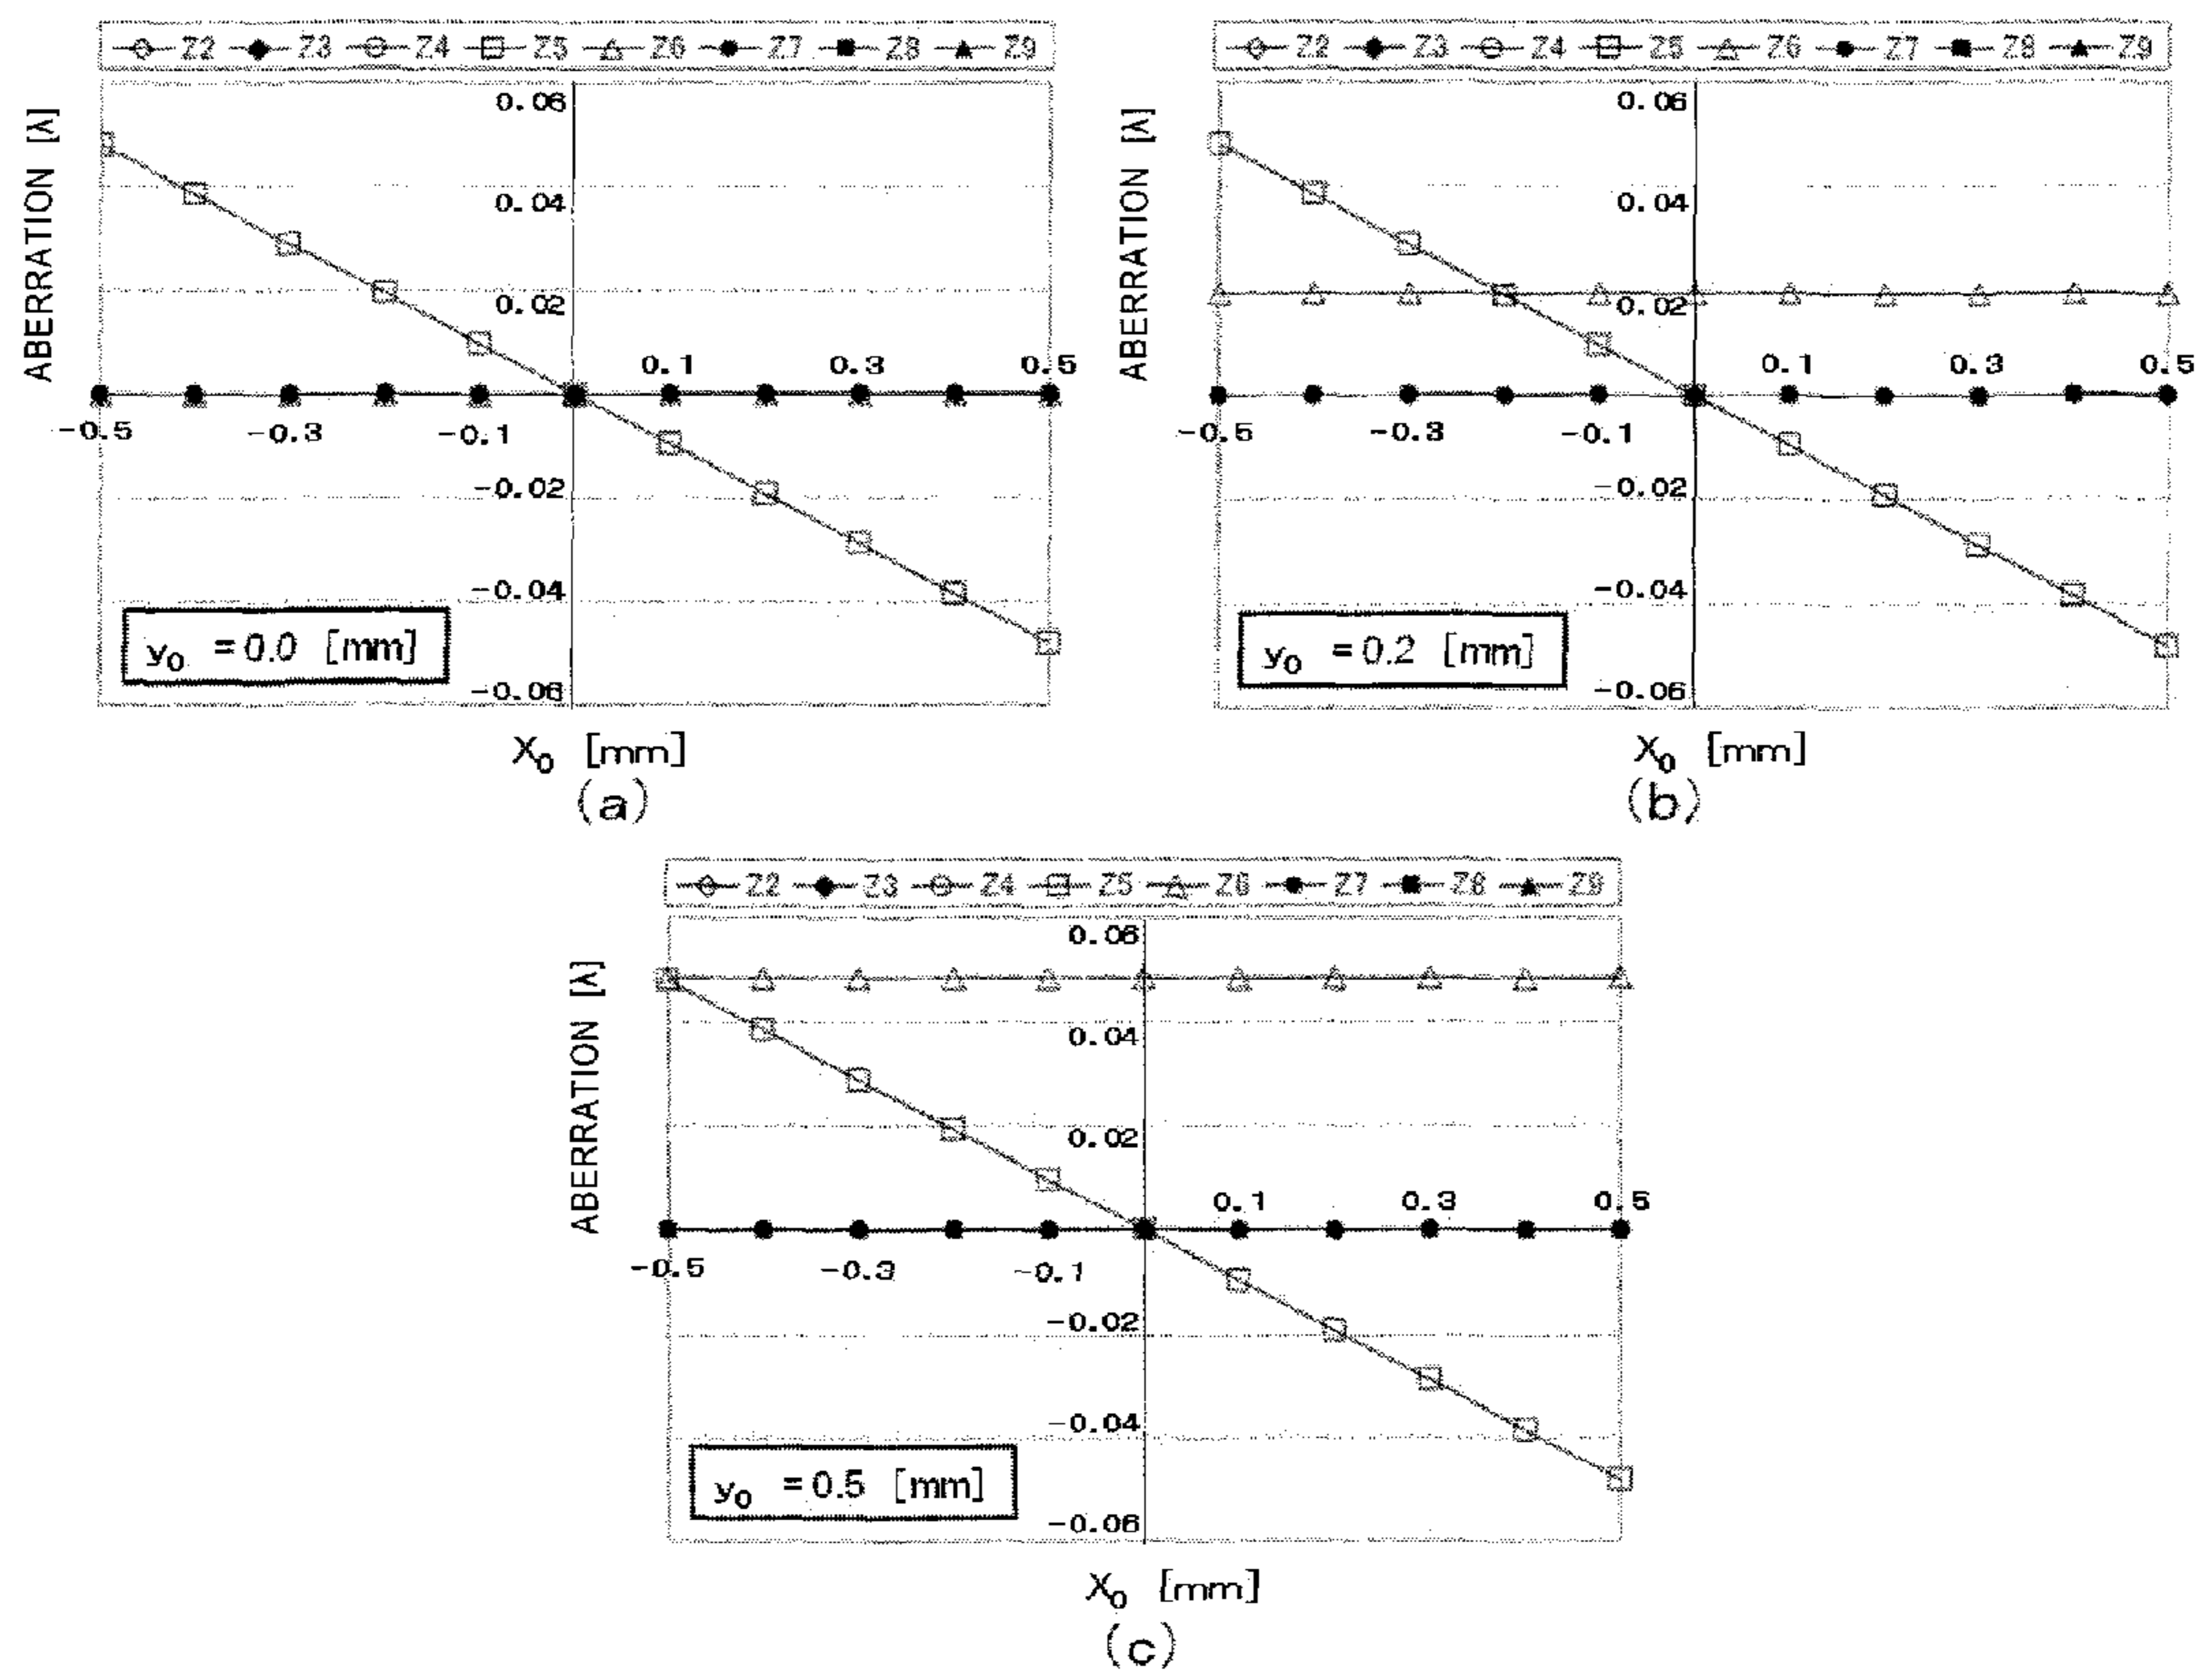 Z2 Z3 Z4 Z5 Z6 Z7 Z8 Z9
ABERRATION [λ]
0.06
0.04
0.02
0.1 0.3 0.5
-0.5 -0.3 -0.1
-0.02
-0.04
-0.06
y0 =0.0 [mm]
X0 [mm]
(a)
Z2 Z3 Z4 Z5 Z6 Z7 Z8 Z9
ABERRATION [λ]
0.06
0.04
0.02
0.1 0.3 0.5
-0.5 -0.3 -0.1
-0.02
-0.04
-0.06
y0 =0.2 [mm]
X0 [mm]
(b)
Z2 Z3 Z4 Z5 Z6 Z7 Z8 Z9
ABERRATION [λ]
0.06
0.04
0.02
0.1 0.3 0.5
-0.5 -0.3 -0.1
-0.02
-0.04
-0.06
y0 =0.5 [mm]
X0 [mm]
(c)